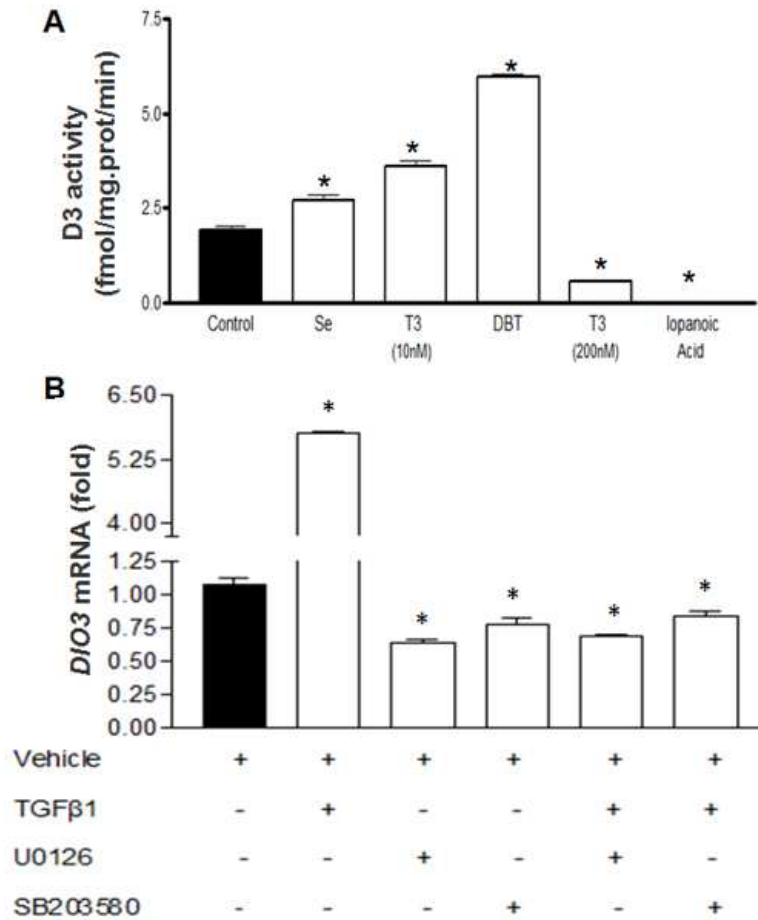 A
D3 activity
(fmol/mg.prot/min)
7.5
5.0
2.5
0.0
* * * * *
Control Se T3 DBT T3 Iopanoic
(10nM) (200nM) Acid
B
DIO3 mRNA (fold)
6.50
5.25
4.00
1.25
1.00
0.75
0.50
0.25
0.00
* * * * *
Vehicle + + + + + +
TGFβ1 - + - - + +
U0126 - - + - + -
SB203580 - - - + - +